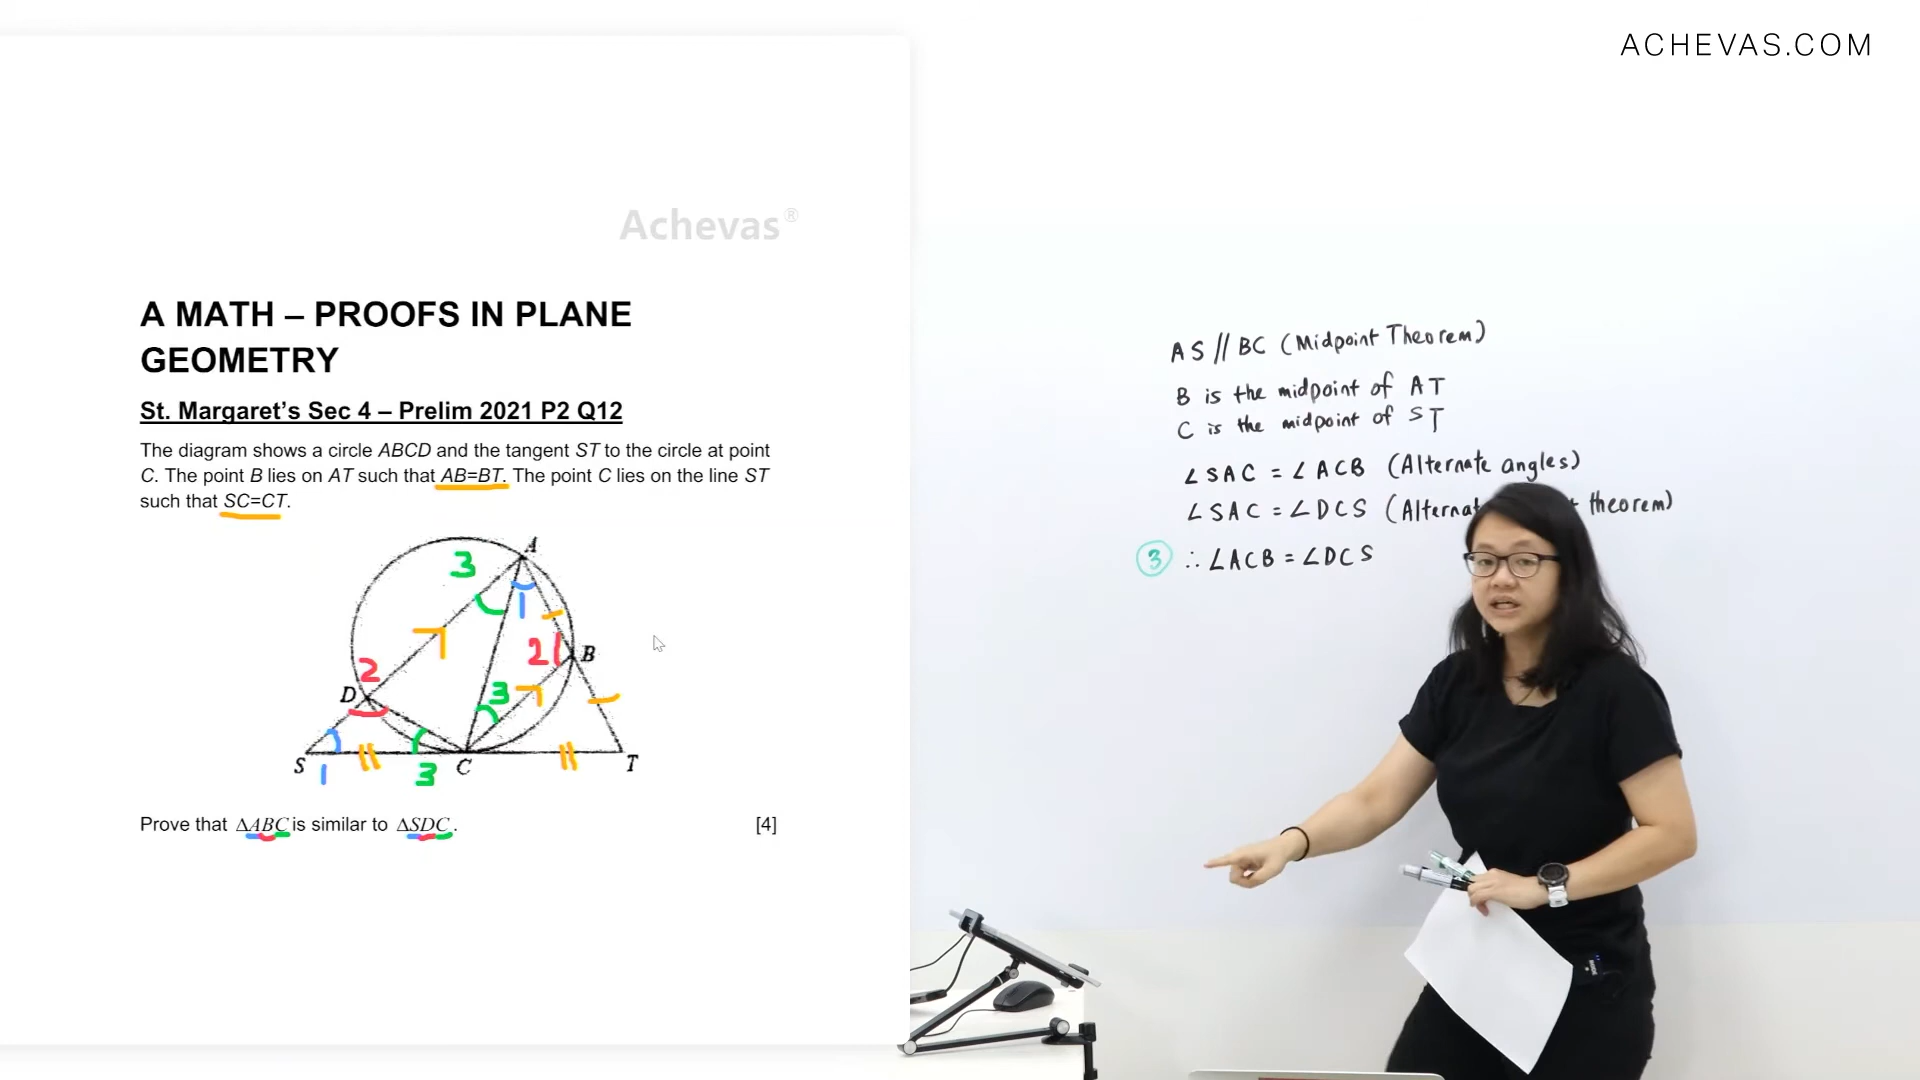 ACHEVAS.COM
Achevas®
A MATH – PROOFS IN PLANE
GEOMETRY
St. Margaret’s Sec 4 – Prelim 2021 P2 Q12
The diagram shows a circle ABCD and the tangent ST to the circle at point
C. The point B lies on AT such that AB=BT. The point C lies on the line ST
such that SC=CT.
A
3
1
2
B
2
3
D
S
1
3
C
T
Prove that ΔABC is similar to ΔSDC. [4]
AS // BC (Midpoint Theorem)
B is the midpoint of AT
C is the midpoint of ST
∠SAC = ∠ACB (Alternate angles)
∠SAC = ∠DCS ( theorem)
3 ∴ ∠ACB = ∠DCS